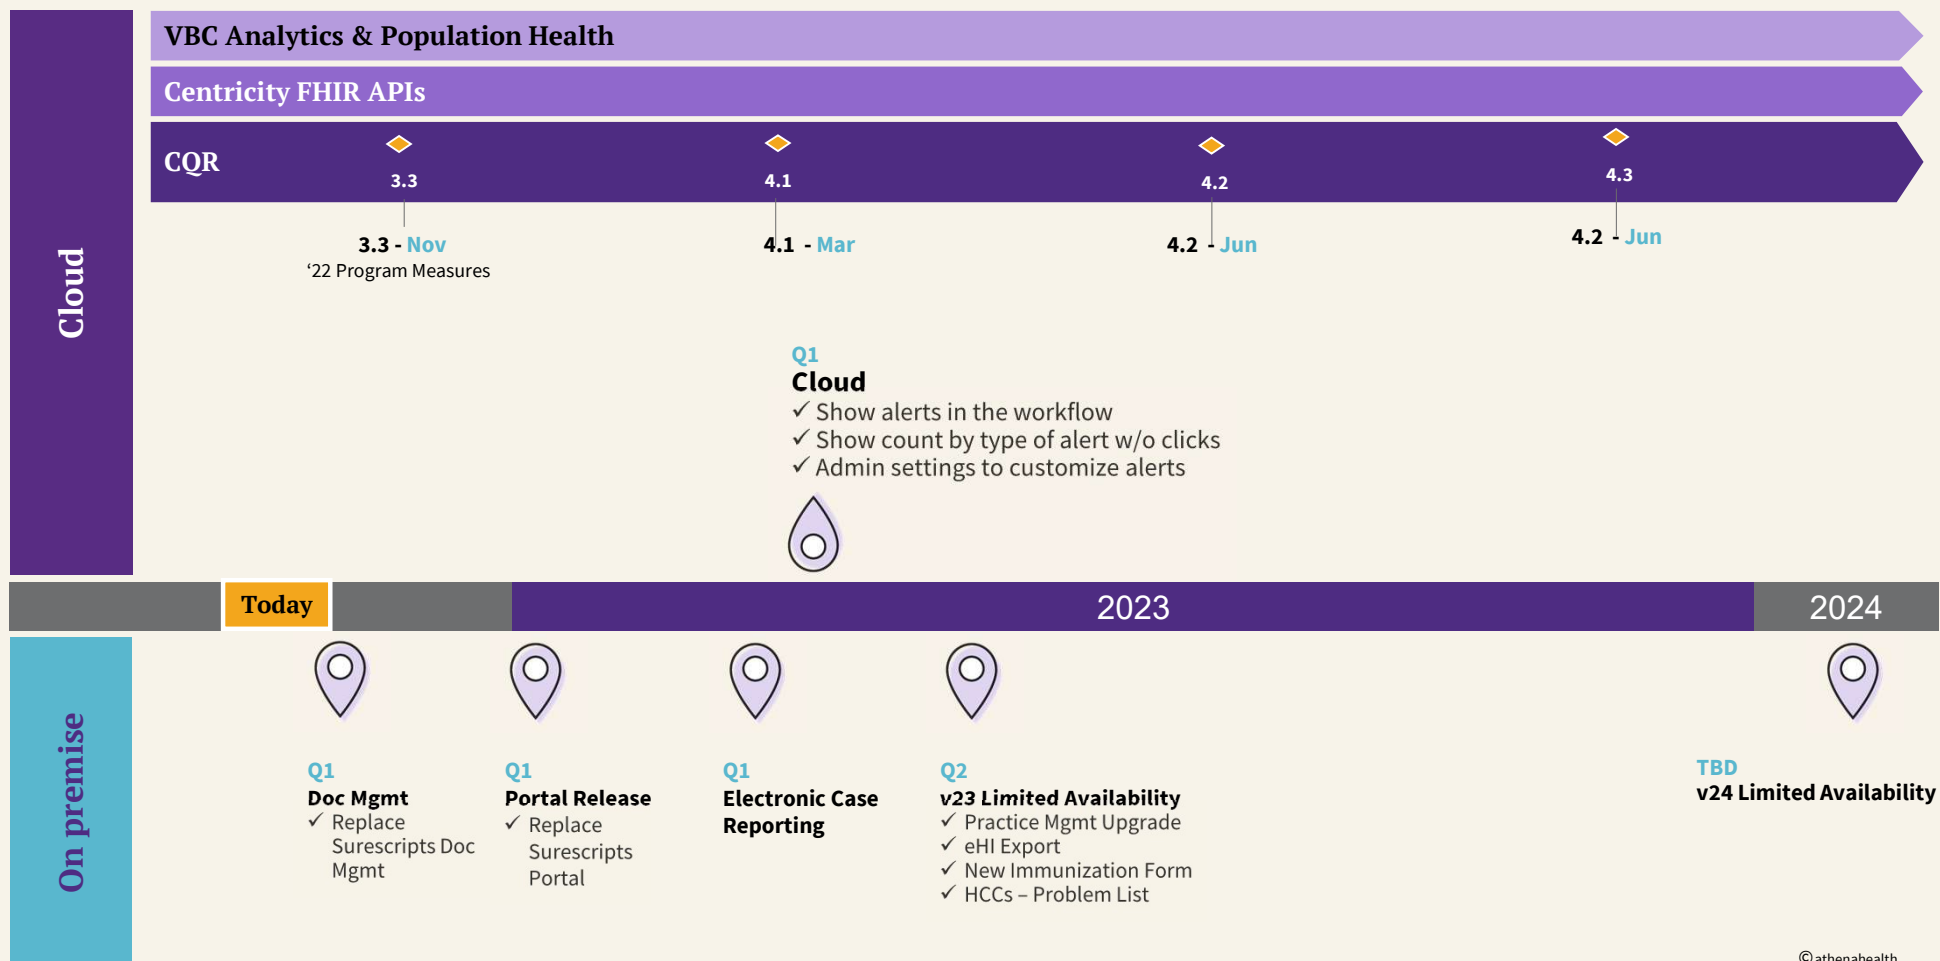 VBC Analytics & Population Health
Centricity FHIR APIs
CQR
3.3
4.1
4.2
4.3
3.3 - Nov
‘22 Program Measures
4.1 - Mar
4.2 - Jun
4.2 - Jun
Cloud
Q1
Cloud
✓ Show alerts in the workflow
✓ Show count by type of alert w/o clicks
✓ Admin settings to customize alerts
Today
2023
2024
On premise
Q1
Doc Mgmt
✓ Replace
Surescripts Doc
Mgmt
Q1
Portal Release
✓ Replace
Surescripts
Portal
Q1
Electronic Case
Reporting
Q2
v23 Limited Availability
✓ Practice Mgmt Upgrade
✓ eHI Export
✓ New Immunization Form
✓ HCCs – Problem List
TBD
v24 Limited Availability
©athenahealth